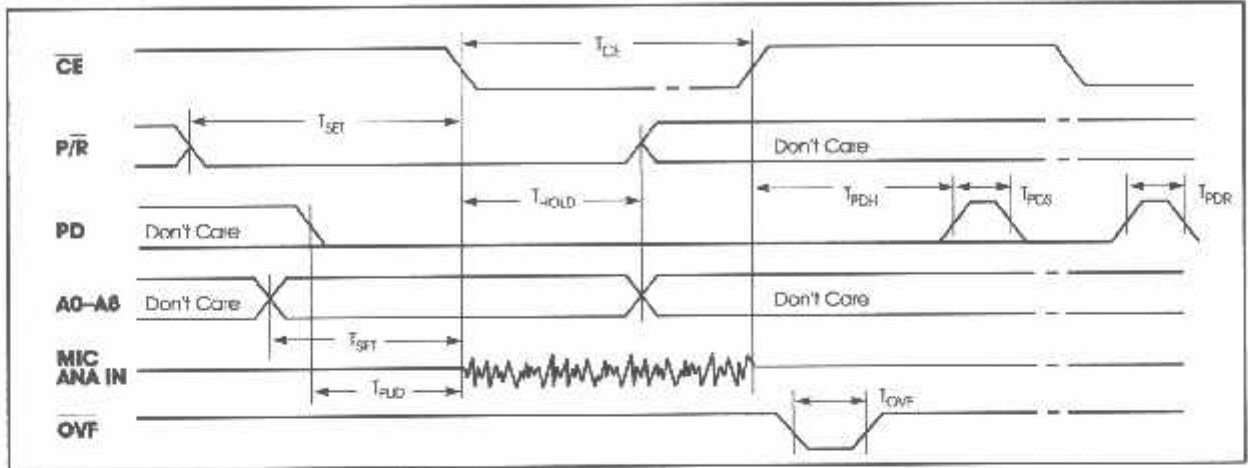 CE
T_CE
P/R
T_SET
Don't Care
PD
Don't Care
T_HOLD
T_PDH
T_PDS
T_PDR
A0–A8
Don't Care
Don't Care
T_SET
MIC
ANA IN
T_PUD
OVF
T_OVF